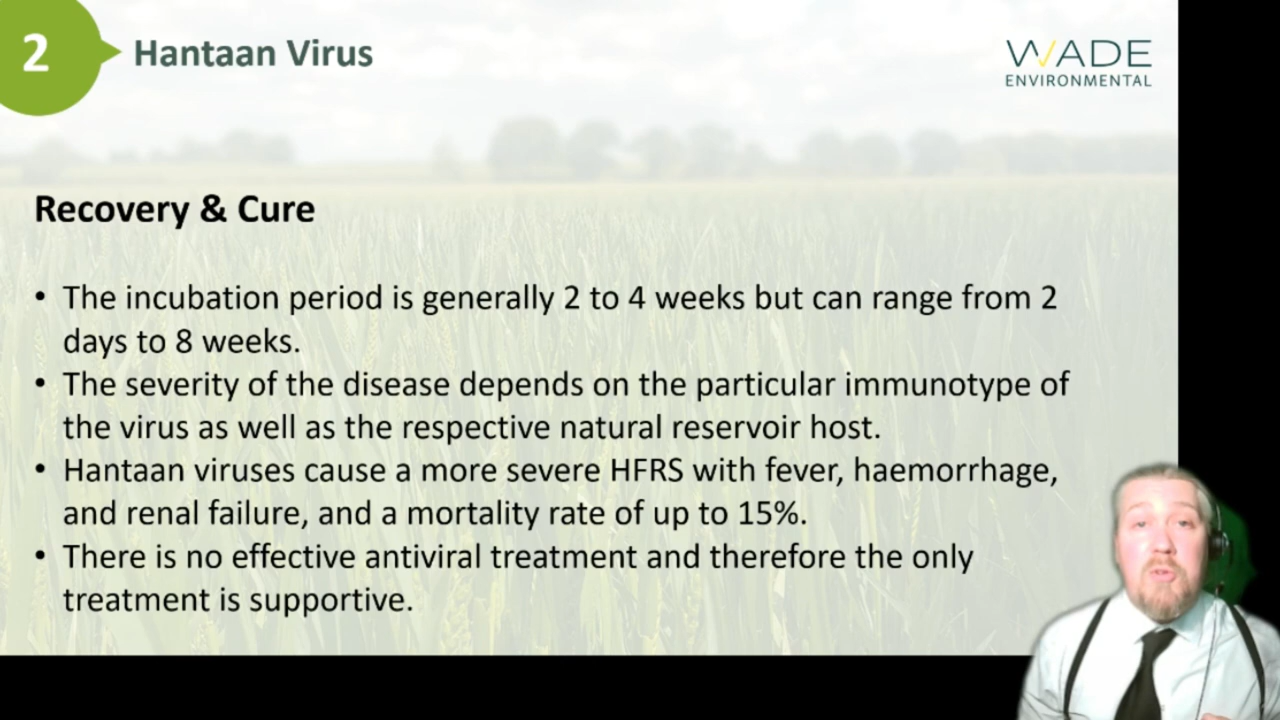 2
Hantaan Virus
WADE
ENVIRONMENTAL
Recovery & Cure
• The incubation period is generally 2 to 4 weeks but can range from 2
days to 8 weeks.
• The severity of the disease depends on the particular immunotype of
the virus as well as the respective natural reservoir host.
• Hantaan viruses cause a more severe HFRS with fever, haemorrhage,
and renal failure, and a mortality rate of up to 15%.
• There is no effective antiviral treatment and therefore the only
treatment is supportive.